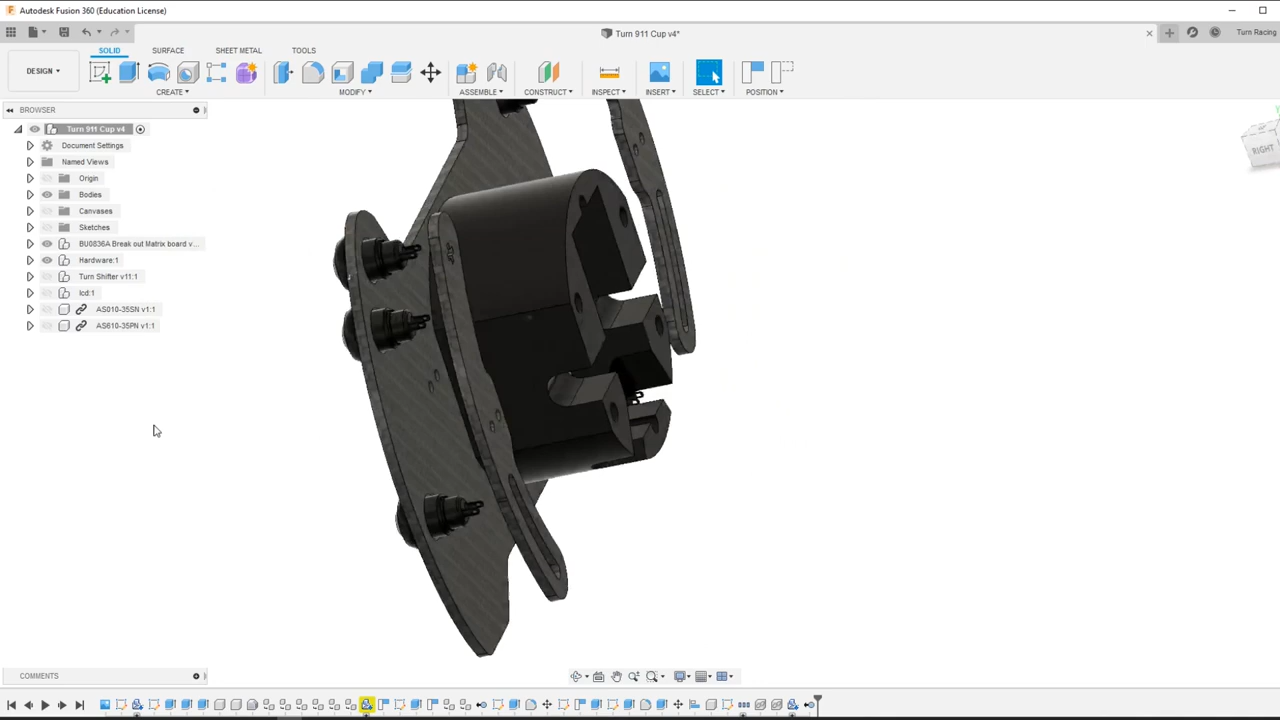 Autodesk Fusion 360 (Education License)
Turn 911 Cup v4*
Turn Racing
SOLID SURFACE SHEET METAL TOOLS
DESIGN
CREATE MODIFY ASSEMBLE CONSTRUCT INSPECT INSERT SELECT POSITION
BROWSER
Turn 911 Cup v4
Document Settings
Named Views
Origin
Bodies
Canvases
Sketches
BU0836A Break out Matrix board v...
Hardware:1
Turn Shifter v11:1
lcd:1
AS010-35SN v1:1
AS610-35PN v1:1
RIGHT
COMMENTS